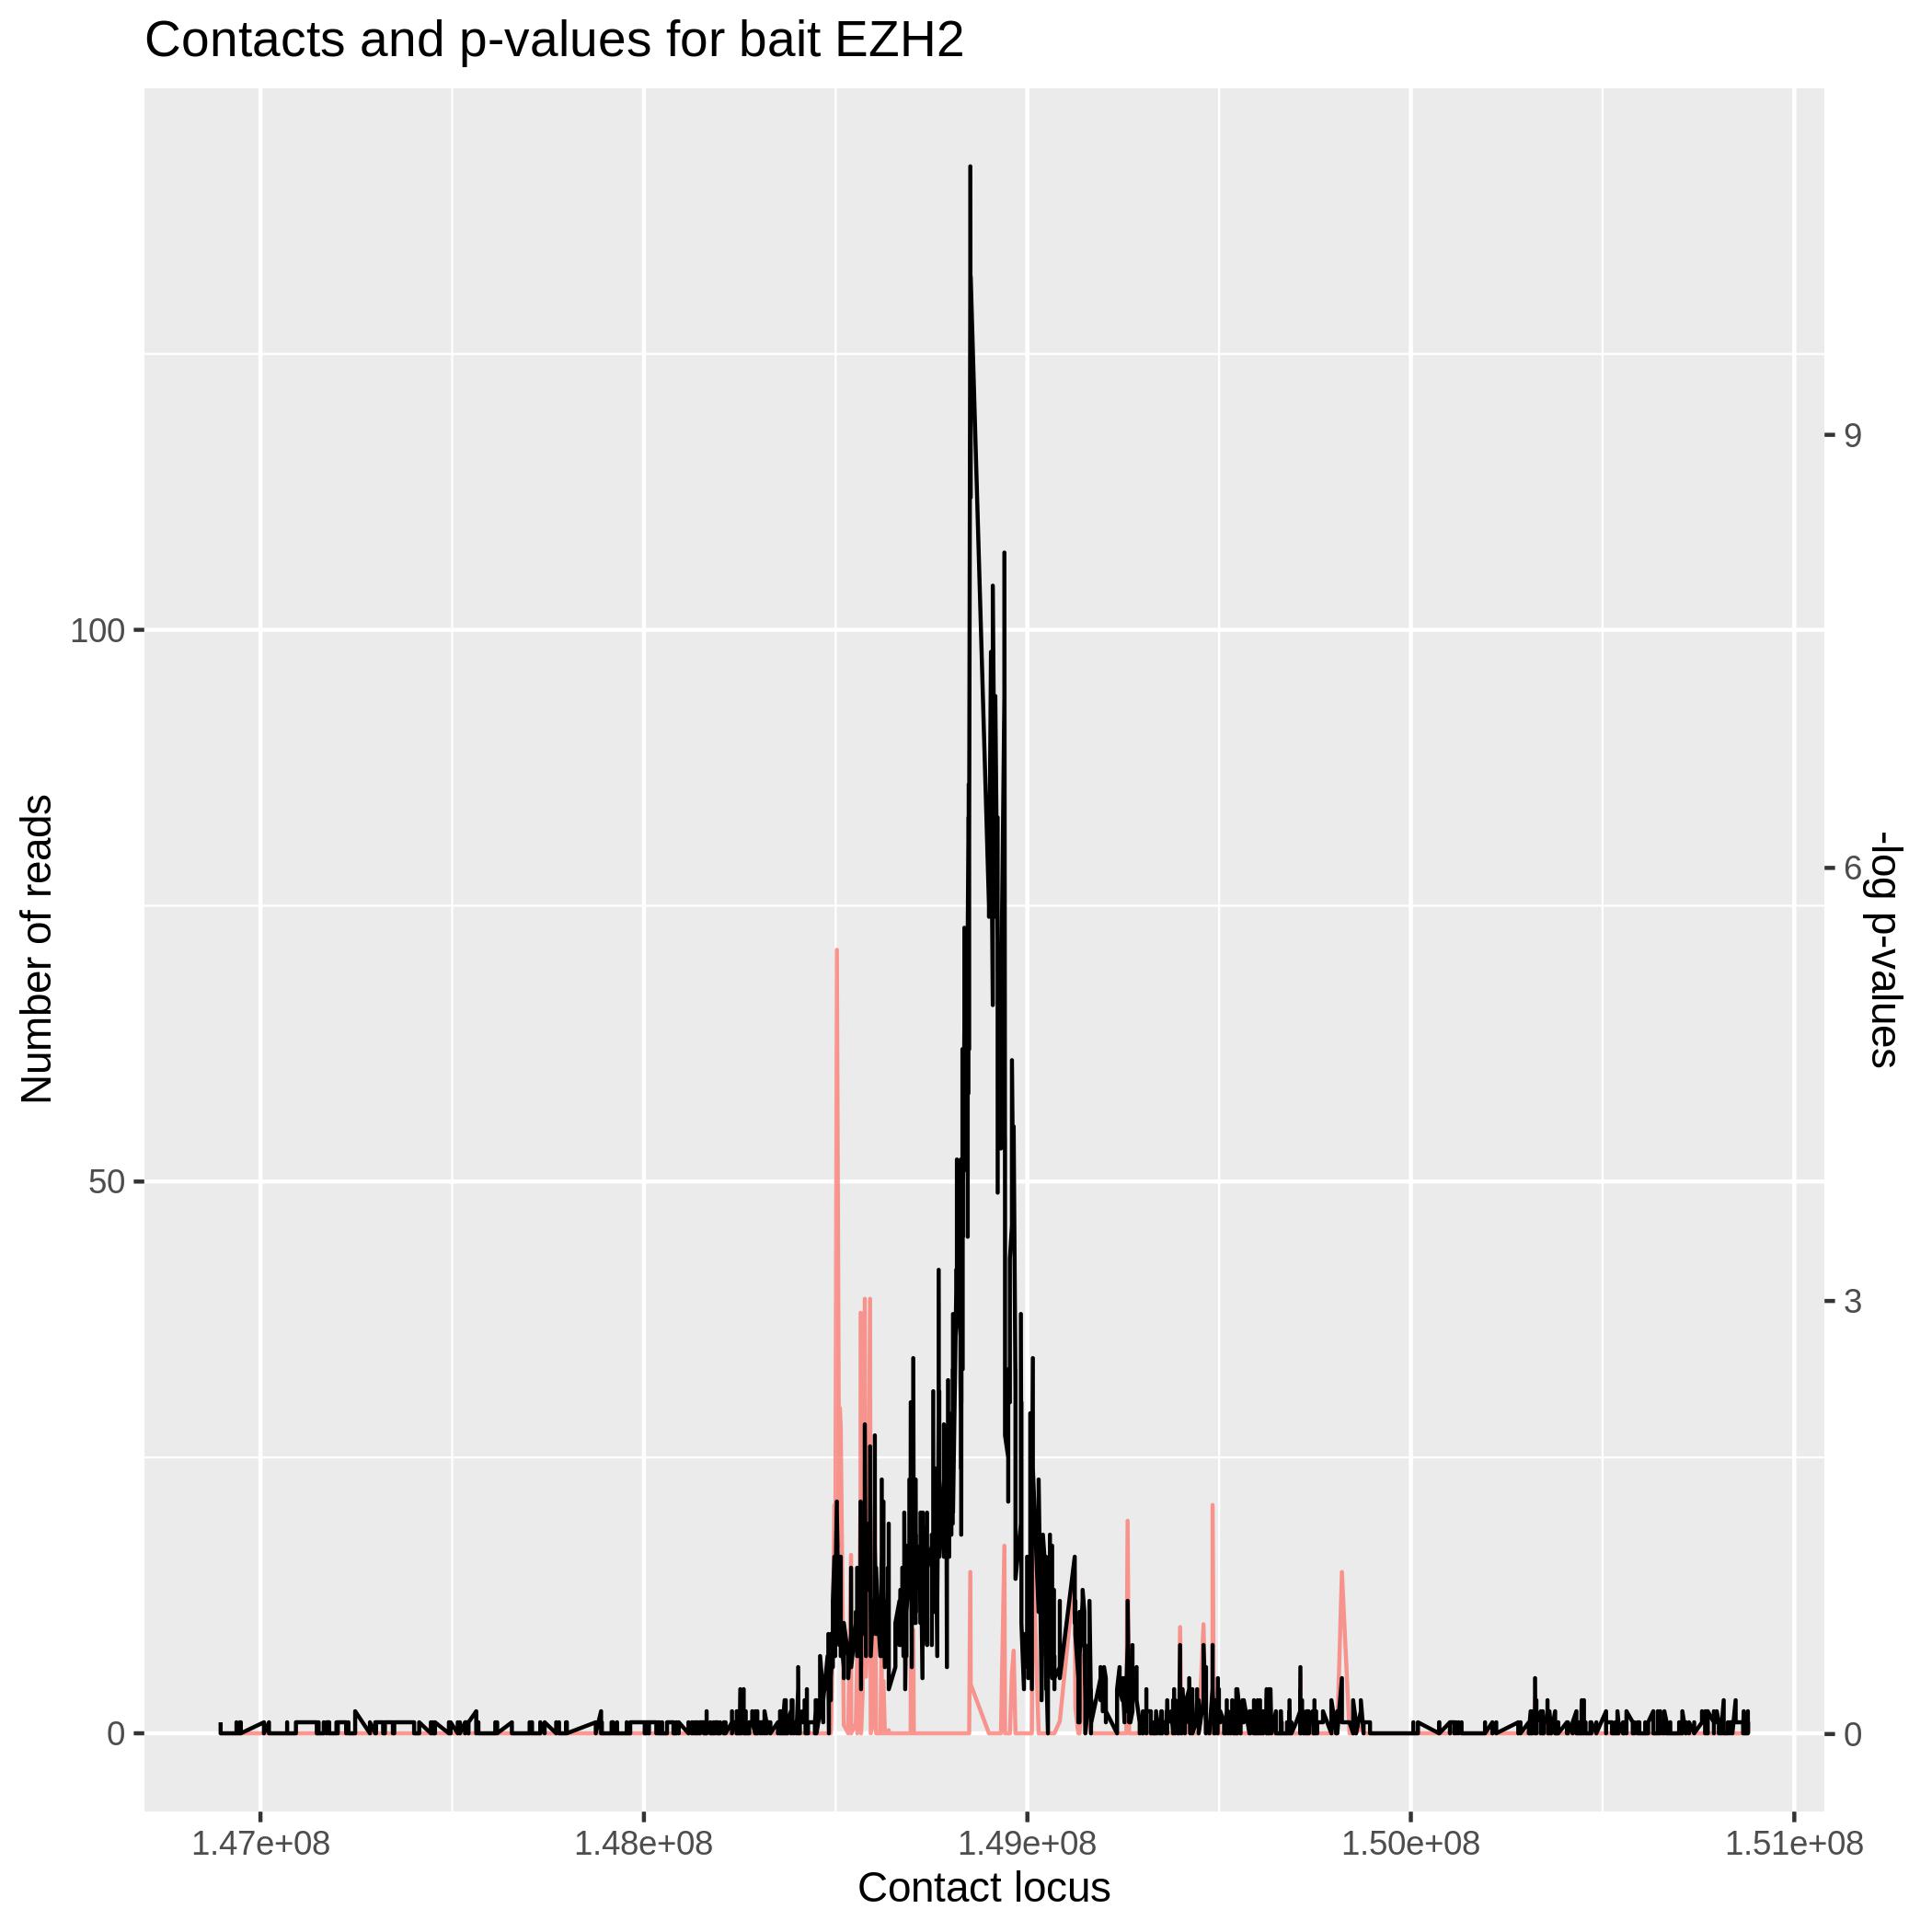 Contacts and p-values for bait EZH2
Number of reads
100
50
0
9
6
3
0
-log p-values
1.47e+08
1.48e+08
1.49e+08
1.50e+08
1.51e+08
Contact locus